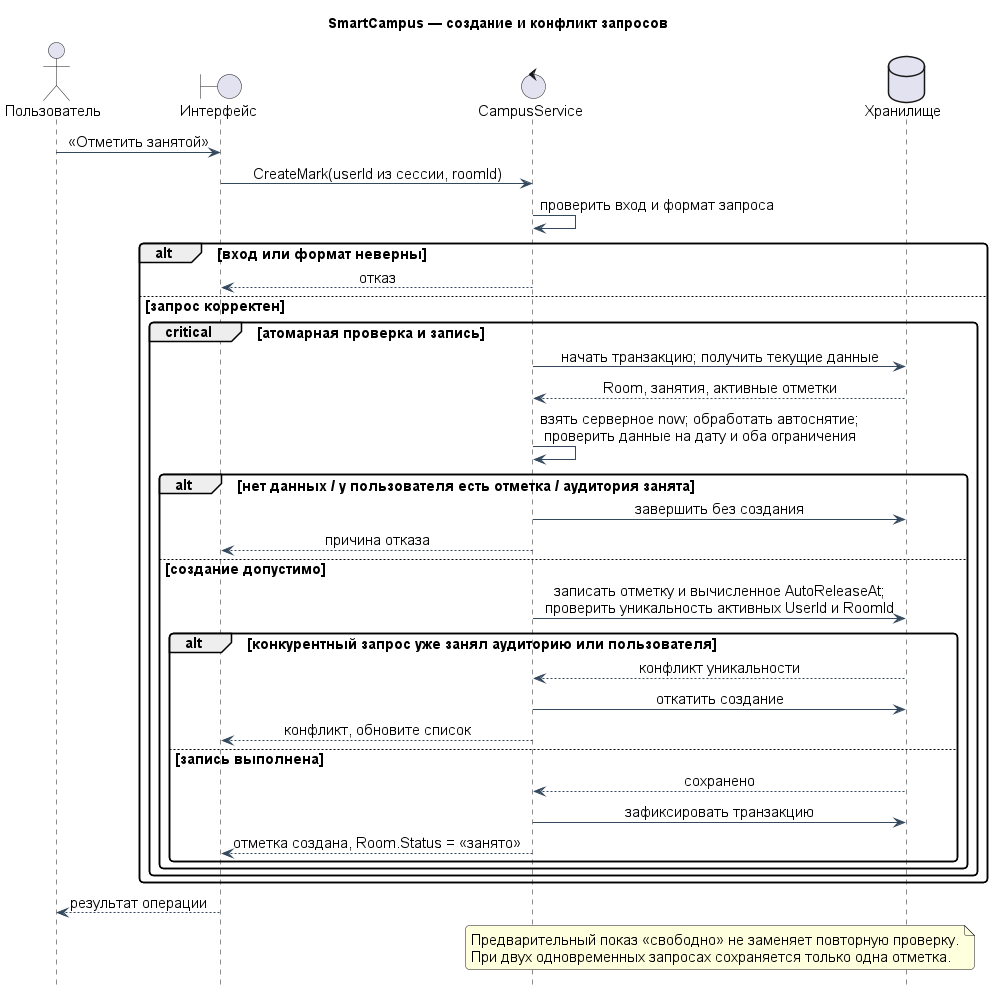 SmartCampus — создание и конфликт запросов
Пользователь
Интерфейс
CampusService
Хранилище
«Отметить занятой»
CreateMark(userId из сессии, roomId)
проверить вход и формат запроса
alt
[вход или формат неверны]
отказ
[запрос корректен]
critical
[атомарная проверка и запись]
начать транзакцию; получить текущие данные
Room, занятия, активные отметки
взять серверное now; обработать автоснятие;
проверить данные на дату и оба ограничения
alt
[нет данных / у пользователя есть отметка / аудитория занята]
завершить без создания
причина отказа
[создание допустимо]
записать отметку и вычисленное AutoReleaseAt;
проверить уникальность активных UserId и RoomId
alt
[конкурентный запрос уже занял аудиторию или пользователя]
конфликт уникальности
откатить создание
конфликт, обновите список
[запись выполнена]
сохранено
зафиксировать транзакцию
отметка создана, Room.Status = «занято»
результат операции
Предварительный показ «свободно» не заменяет повторную проверку.
При двух одновременных запросах сохраняется только одна отметка.